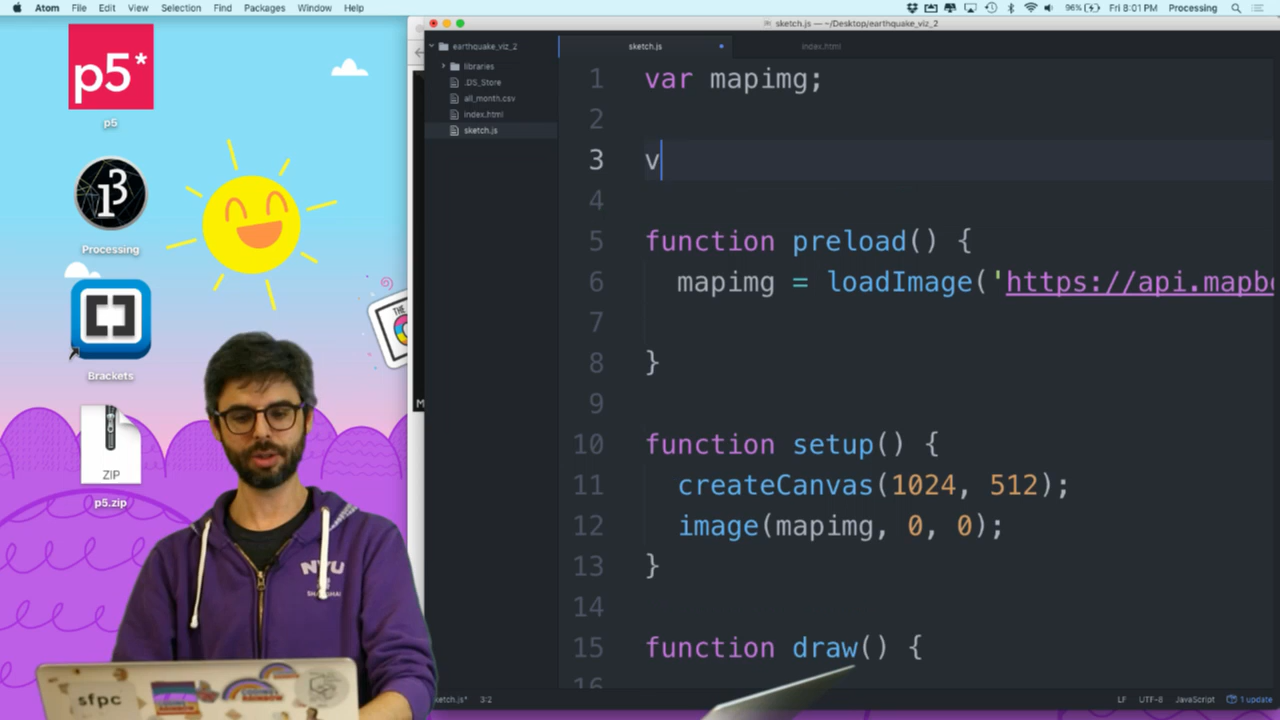 Atom File Edit View Selection Find Packages Window Help
96% Fri 8:01 PM Processing
sketch.js — ~/Desktop/earthquake_viz_2
p5*
p5
Processing
Brackets
ZIP
p5.zip
THE
earthquake_viz_2
libraries
.DS_Store
all_month.csv
index.html
sketch.js
sketch.js index.html
1 var mapimg;
2
3 v
4
5 function preload() {
6 mapimg = loadImage('https://api.mapb
7
8 }
9
10 function setup() {
11 createCanvas(1024, 512);
12 image(mapimg, 0, 0);
13 }
14
15 function draw() {
16
ketch.js* 3:2 LF UTF-8 JavaScript 1 update
NYU
SHANGHAI
sfpc